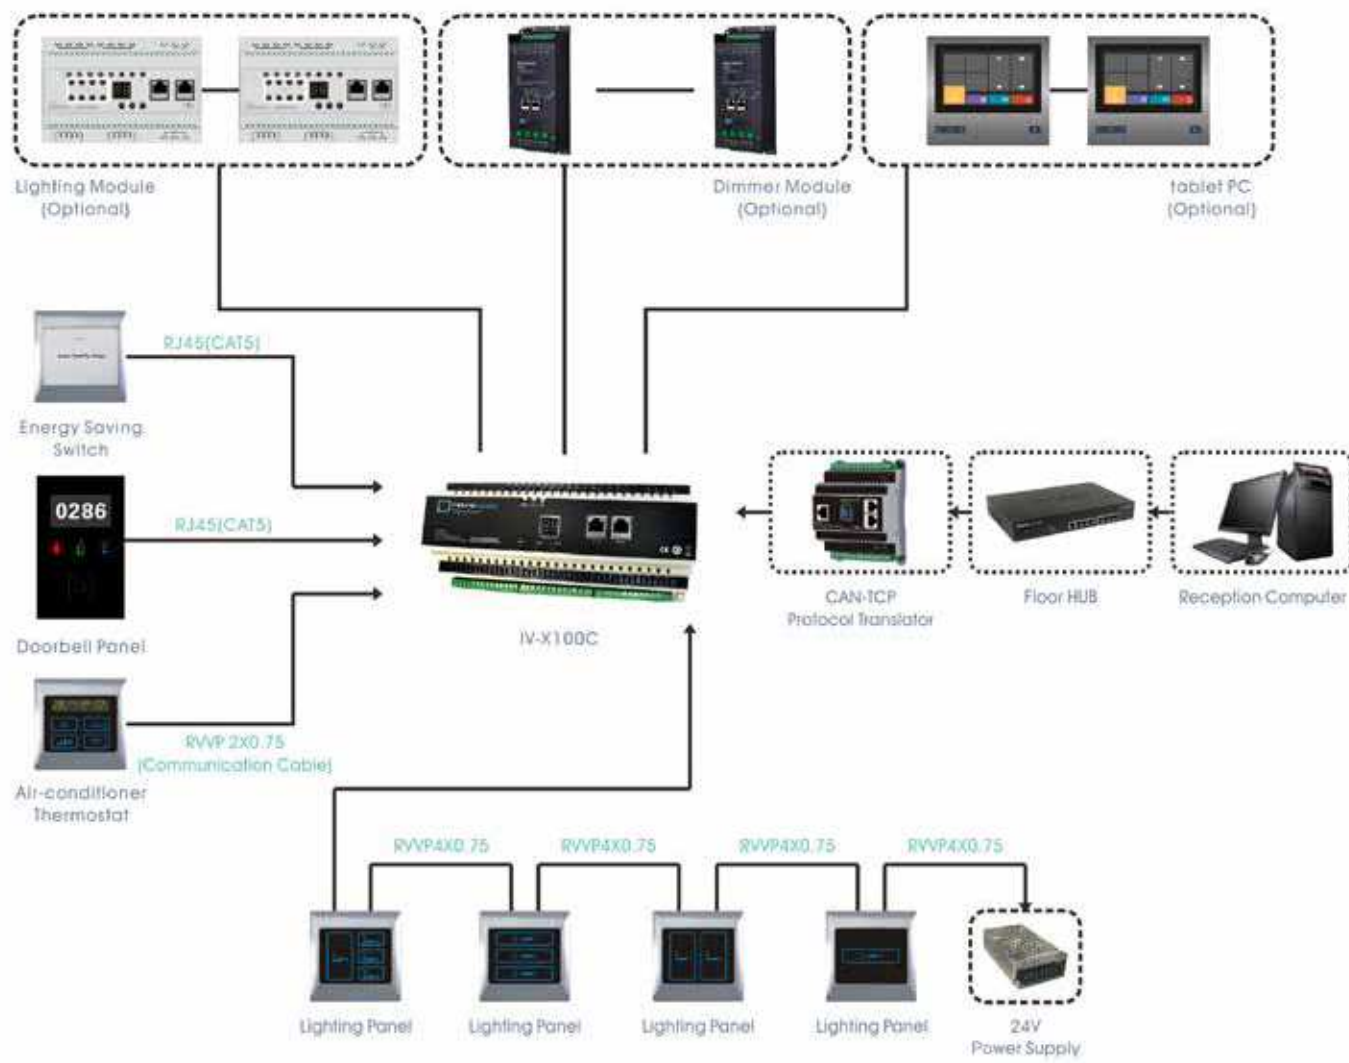 Lighting Module
(Optional)
Dimmer Module
(Optional)
tablet PC
(Optional)
RJ45(CAT5)
Energy Saving
Switch
0286
RJ45(CAT5)
Doorbell Panel
IV-X100C
CAN-TCP
Protocol Translator
Floor HUB
Reception Computer
RVVP 2X0.75
(Communication Cable)
Air-conditioner
Thermostat
RVVP4X0.75
RVVP4X0.75
RVVP4X0.75
RVVP4X0.75
Lighting Panel
Lighting Panel
Lighting Panel
Lighting Panel
24V
Power Supply